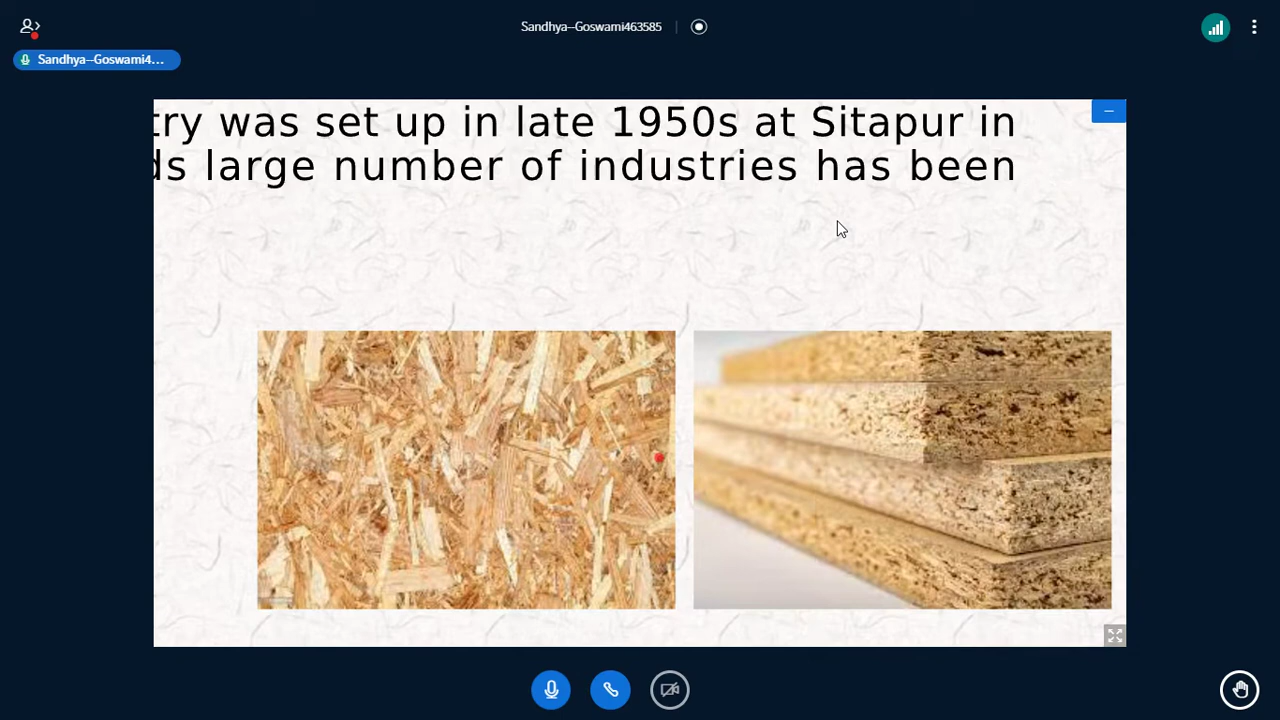 Sandhya--Goswami463585
Sandhya--Goswami4...
try was set up in late 1950s at Sitapur in
ds large number of industries has been